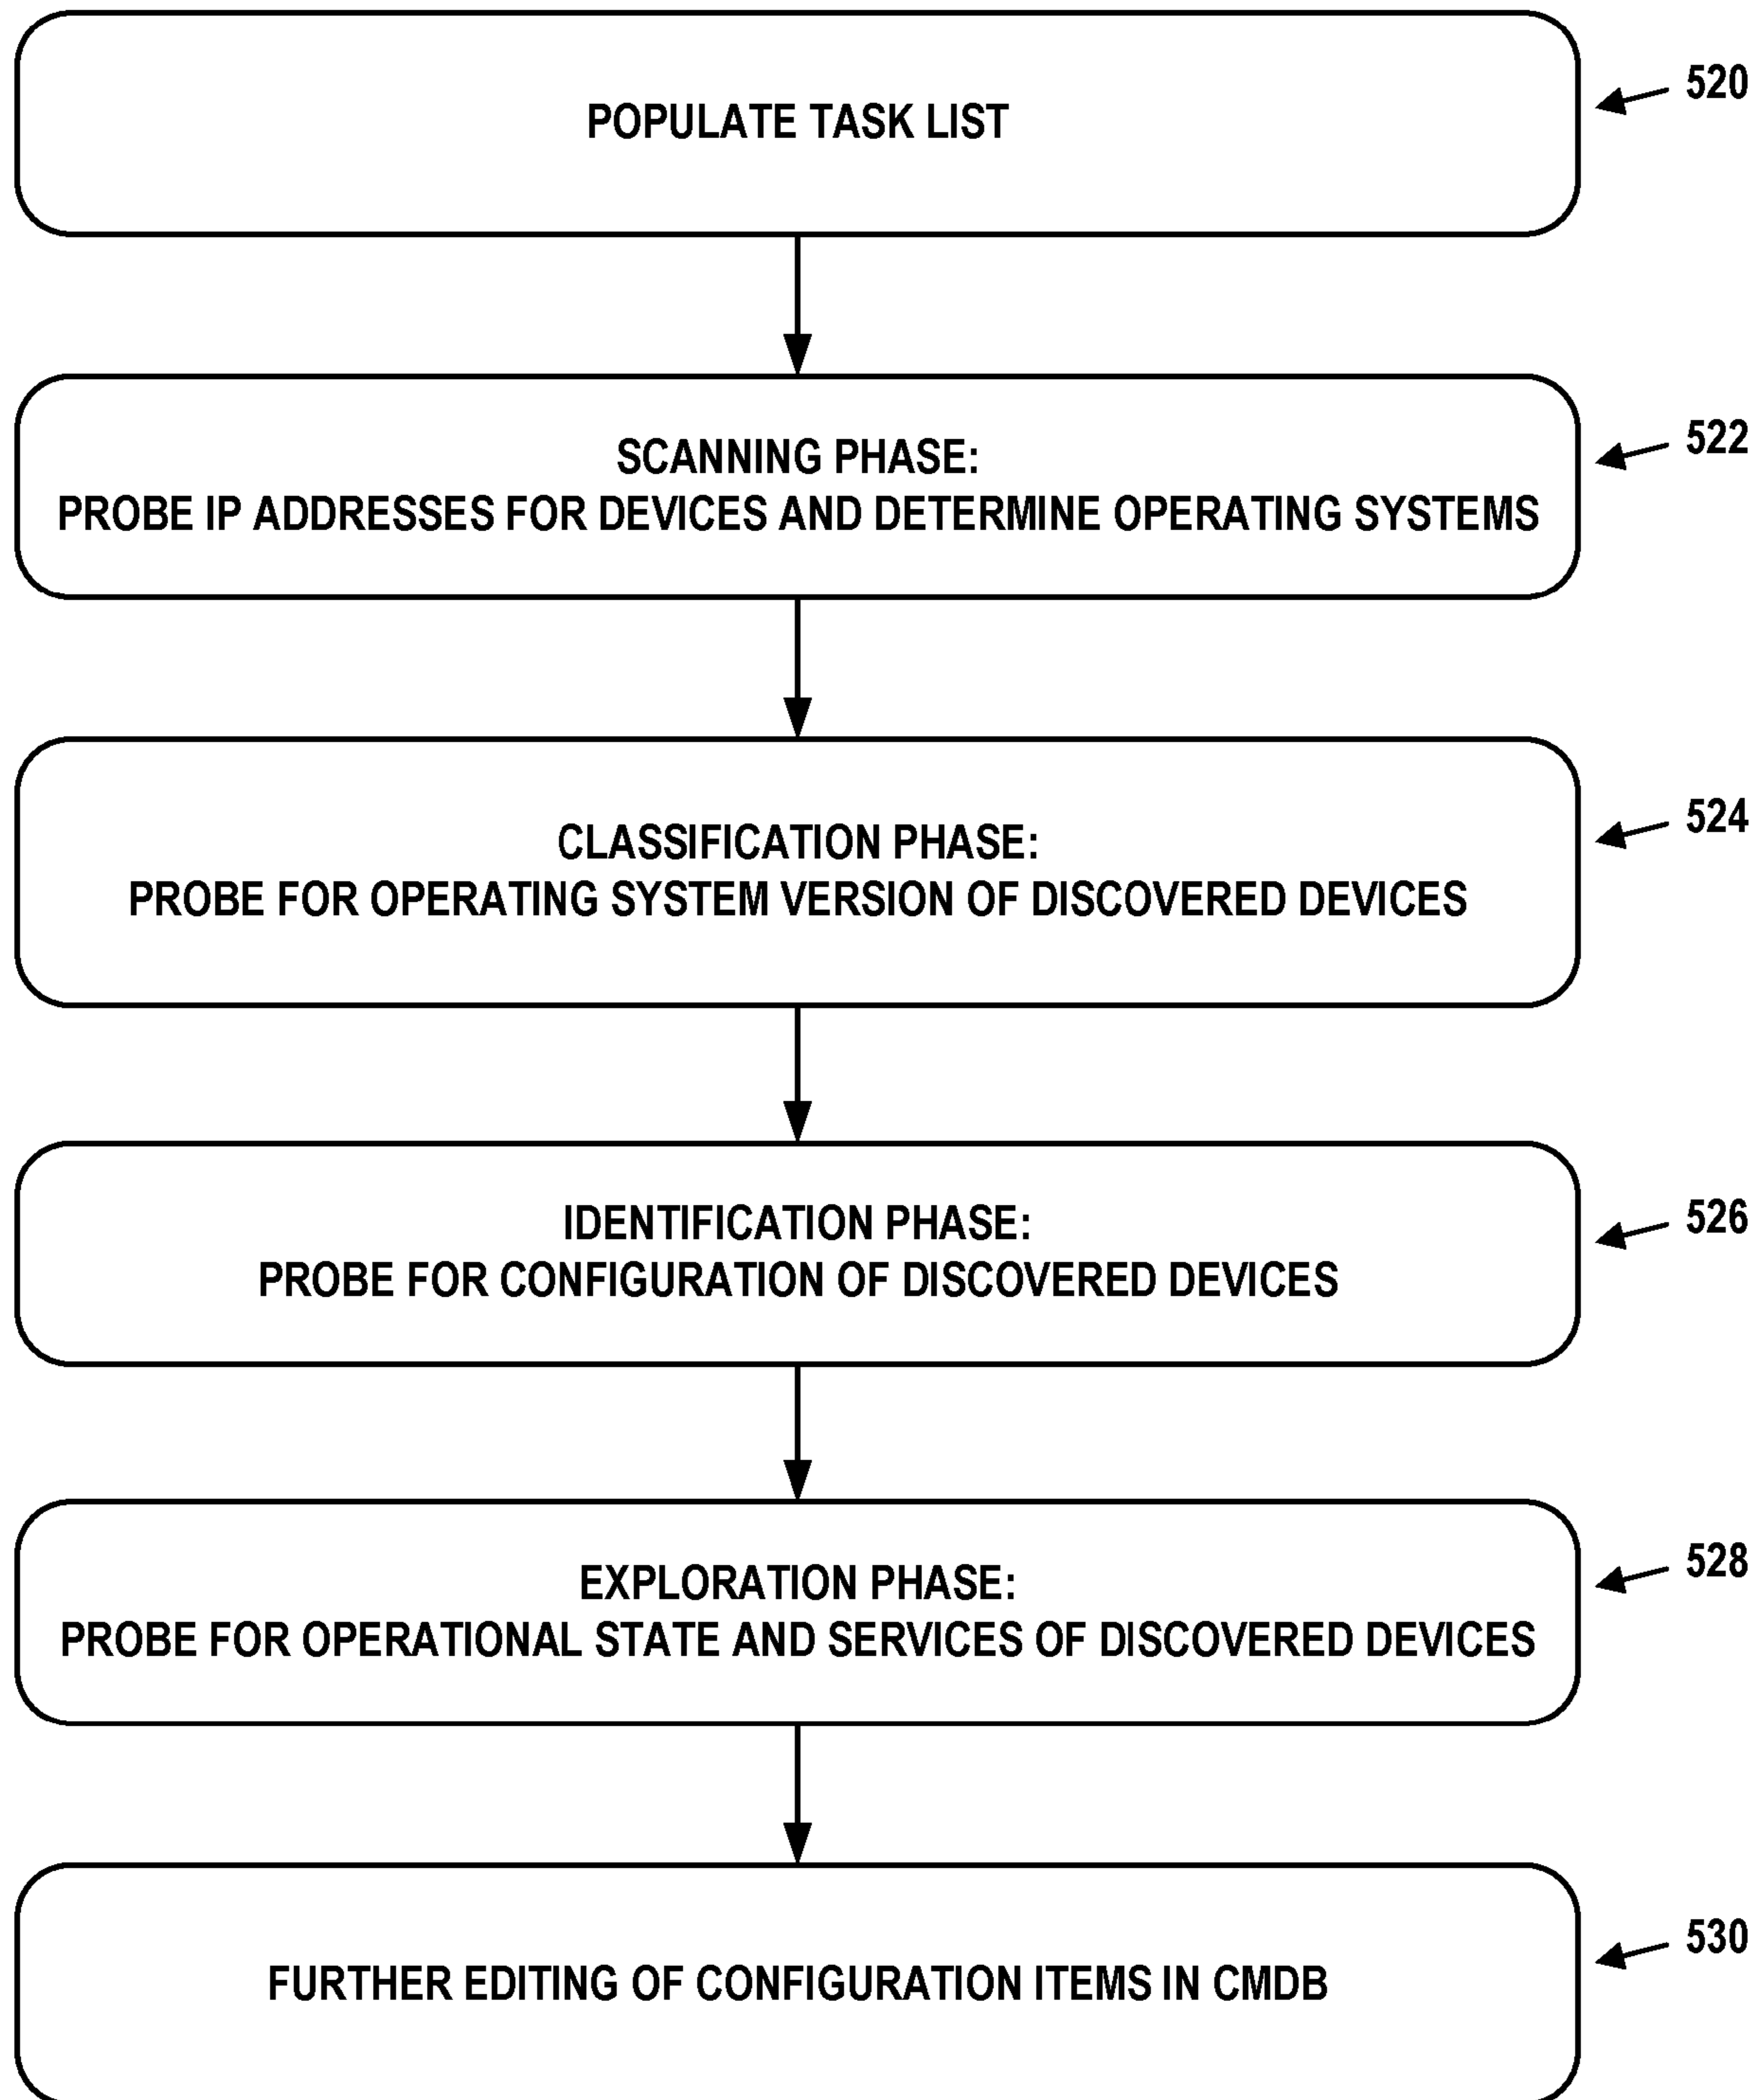 POPULATE TASK LIST
520
SCANNING PHASE:
PROBE IP ADDRESSES FOR DEVICES AND DETERMINE OPERATING SYSTEMS
522
CLASSIFICATION PHASE:
PROBE FOR OPERATING SYSTEM VERSION OF DISCOVERED DEVICES
524
IDENTIFICATION PHASE:
PROBE FOR CONFIGURATION OF DISCOVERED DEVICES
526
EXPLORATION PHASE:
PROBE FOR OPERATIONAL STATE AND SERVICES OF DISCOVERED DEVICES
528
FURTHER EDITING OF CONFIGURATION ITEMS IN CMDB
530